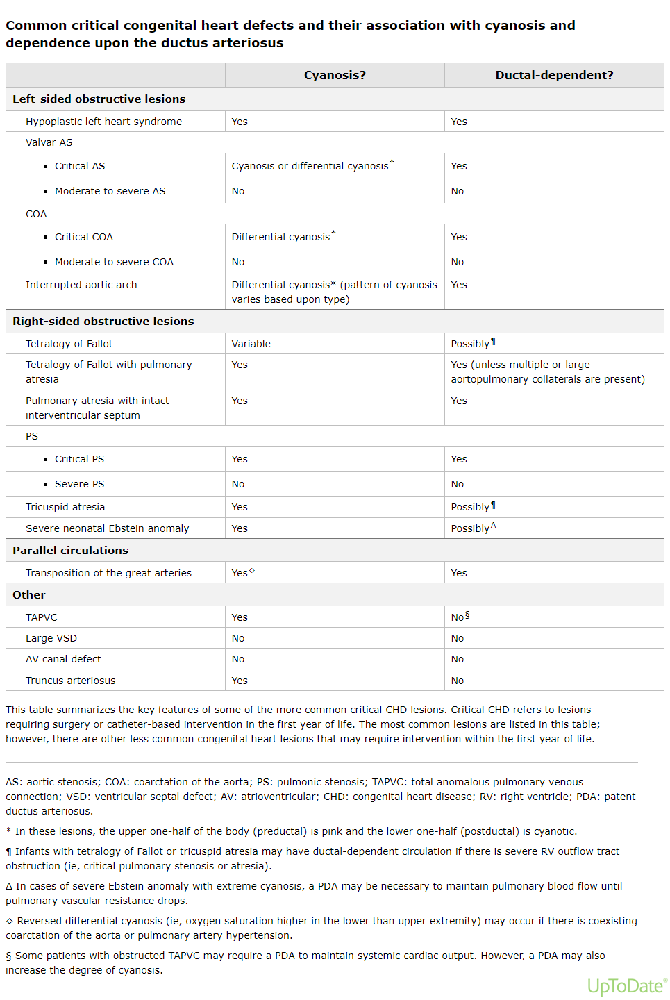 Common critical congenital heart defects and their association with cyanosis and
dependence upon the ductus arteriosus
Cyanosis? Ductal-dependent?
Left-sided obstructive lesions
Hypoplastic left heart syndrome Yes Yes
Valvar AS
▪ Critical AS Cyanosis or differential cyanosis* Yes
▪ Moderate to severe AS No No
COA
▪ Critical COA Differential cyanosis* Yes
▪ Moderate to severe COA No No
Interrupted aortic arch Differential cyanosis* (pattern of cyanosis Yes
varies based upon type)
Right-sided obstructive lesions
Tetralogy of Fallot Variable Possibly¶
Tetralogy of Fallot with pulmonary Yes Yes (unless multiple or large
atresia aortopulmonary collaterals are present)
Pulmonary atresia with intact Yes Yes
interventricular septum
PS
▪ Critical PS Yes Yes
▪ Severe PS No No
Tricuspid atresia Yes Possibly¶
Severe neonatal Ebstein anomaly Yes PossiblyΔ
Parallel circulations
Transposition of the great arteries Yes◇ Yes
Other
TAPVC Yes No§
Large VSD No No
AV canal defect No No
Truncus arteriosus Yes No
This table summarizes the key features of some of the more common critical CHD lesions. Critical CHD refers to lesions
requiring surgery or catheter-based intervention in the first year of life. The most common lesions are listed in this table;
however, there are other less common congenital heart lesions that may require intervention within the first year of life.
AS: aortic stenosis; COA: coarctation of the aorta; PS: pulmonic stenosis; TAPVC: total anomalous pulmonary venous
connection; VSD: ventricular septal defect; AV: atrioventricular; CHD: congenital heart disease; RV: right ventricle; PDA: patent
ductus arteriosus.
* In these lesions, the upper one-half of the body (preductal) is pink and the lower one-half (postductal) is cyanotic.
¶ Infants with tetralogy of Fallot or tricuspid atresia may have ductal-dependent circulation if there is severe RV outflow tract
obstruction (ie, critical pulmonary stenosis or atresia).
Δ In cases of severe Ebstein anomaly with extreme cyanosis, a PDA may be necessary to maintain pulmonary blood flow until
pulmonary vascular resistance drops.
◇ Reversed differential cyanosis (ie, oxygen saturation higher in the lower than upper extremity) may occur if there is coexisting
coarctation of the aorta or pulmonary artery hypertension.
§ Some patients with obstructed TAPVC may require a PDA to maintain systemic cardiac output. However, a PDA may also
increase the degree of cyanosis.
UpToDate®